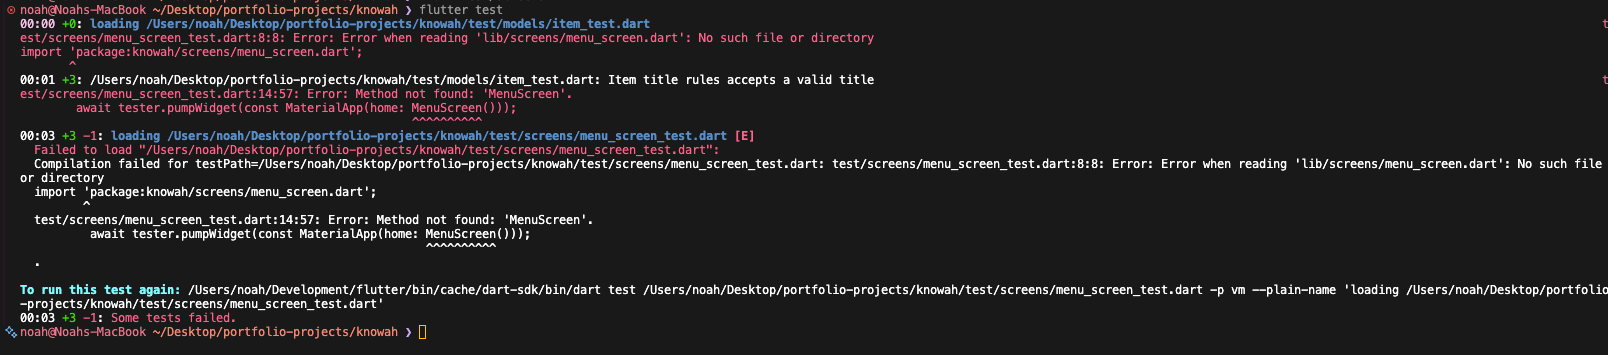 noah@Noahs-MacBook ~/Desktop/portfolio-projects/knowah ❯ flutter test
00:00 +0: loading /Users/noah/Desktop/portfolio-projects/knowah/test/models/item_test.dart t
est/screens/menu_screen_test.dart:8:8: Error: Error when reading 'lib/screens/menu_screen.dart': No such file or directory
import 'package:knowah/screens/menu_screen.dart';
^
00:01 +3: /Users/noah/Desktop/portfolio-projects/knowah/test/models/item_test.dart: Item title rules accepts a valid title t
est/screens/menu_screen_test.dart:14:57: Error: Method not found: 'MenuScreen'.
await tester.pumpWidget(const MaterialApp(home: MenuScreen()));
^^^^^^^^^^
00:03 +3 -1: loading /Users/noah/Desktop/portfolio-projects/knowah/test/screens/menu_screen_test.dart [E]
Failed to load "/Users/noah/Desktop/portfolio-projects/knowah/test/screens/menu_screen_test.dart":
Compilation failed for testPath=/Users/noah/Desktop/portfolio-projects/knowah/test/screens/menu_screen_test.dart: test/screens/menu_screen_test.dart:8:8: Error: Error when reading 'lib/screens/menu_screen.dart': No such file
or directory
import 'package:knowah/screens/menu_screen.dart';
^
test/screens/menu_screen_test.dart:14:57: Error: Method not found: 'MenuScreen'.
await tester.pumpWidget(const MaterialApp(home: MenuScreen()));
^^^^^^^^^^
.
To run this test again: /Users/noah/Development/flutter/bin/cache/dart-sdk/bin/dart test /Users/noah/Desktop/portfolio-projects/knowah/test/screens/menu_screen_test.dart -p vm --plain-name 'loading /Users/noah/Desktop/portfolio
-projects/knowah/test/screens/menu_screen_test.dart'
00:03 +3 -1: Some tests failed.
noah@Noahs-MacBook ~/Desktop/portfolio-projects/knowah ❯